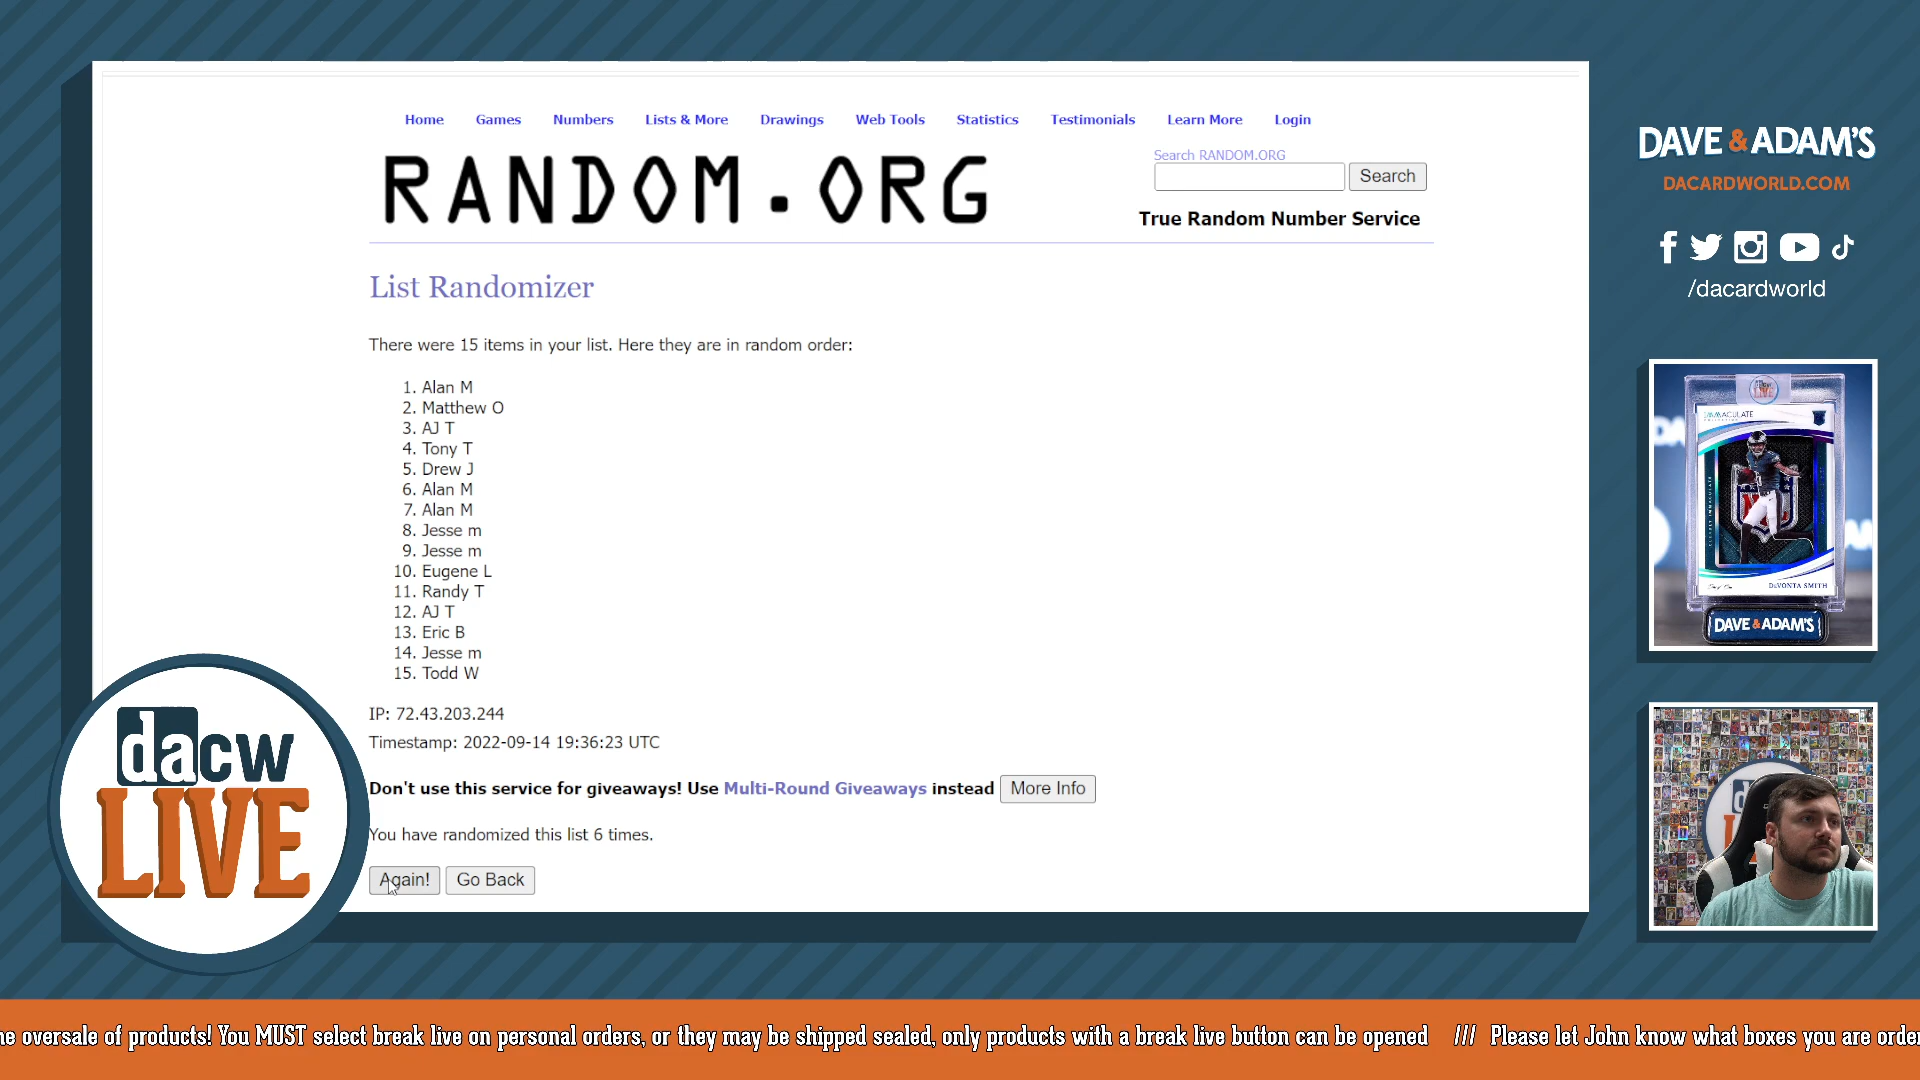 Home Games Numbers Lists & More Drawings Web Tools Statistics Testimonials Learn More Login
RANDOM.ORG
Search RANDOM.ORG
Search
True Random Number Service
List Randomizer
There were 15 items in your list. Here they are in random order:
1. Alan M
2. Matthew O
3. AJ T
4. Tony T
5. Drew J
6. Alan M
7. Alan M
8. Jesse m
9. Jesse m
10. Eugene L
11. Randy T
12. AJ T
13. Eric B
14. Jesse m
15. Todd W
IP: 72.43.203.244
Timestamp: 2022-09-14 19:36:23 UTC
Don't use this service for giveaways! Use Multi-Round Giveaways instead More Info
You have randomized this list 6 times.
Again! Go Back
dacw
LIVE
DAVE & ADAM'S
DACARDWORLD.COM
/dacardworld
IMMACULATE
DEVONTA SMITH
DAVE & ADAM'S
oversale of products! You MUST select break live on personal orders, or they may be shipped sealed, only products with a break live button can be opened /// Please let John know what boxes you are